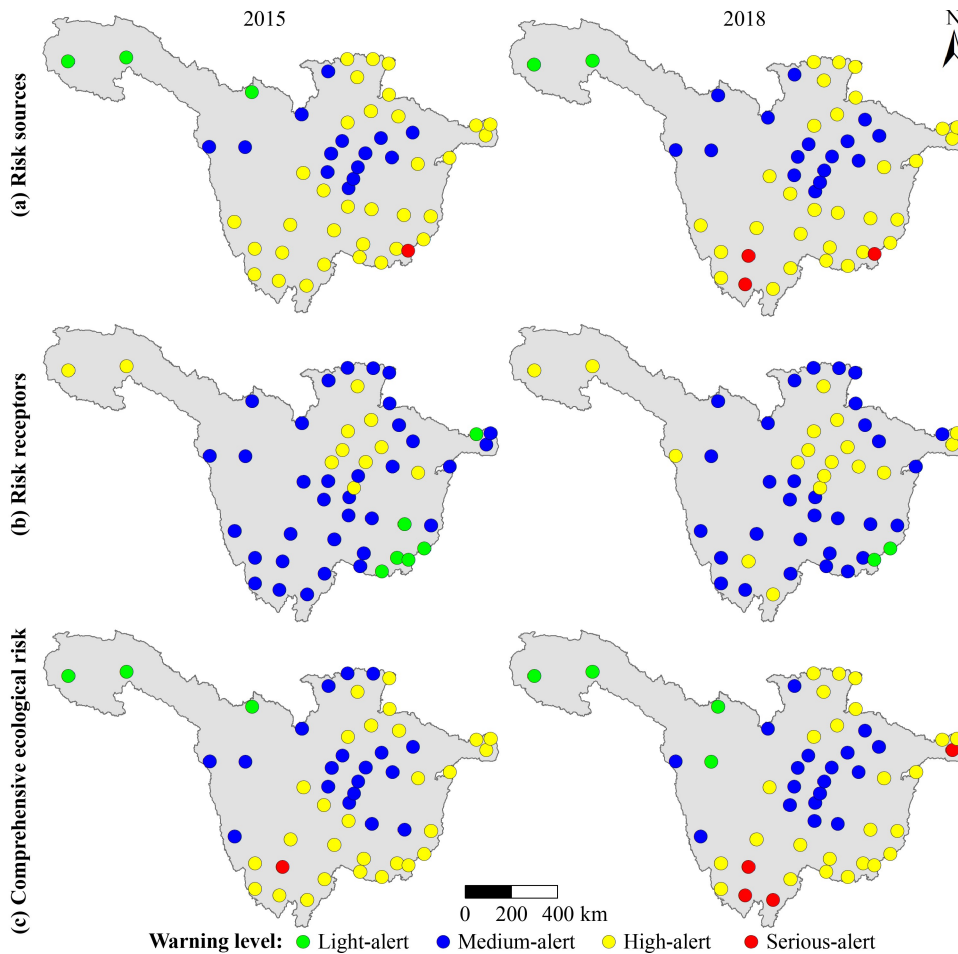 2015
2018
N
(a) Risk sources
(b) Risk receptors
(c) Comprehensive ecological risk
0 200 400 km
Warning level: Light-alert Medium-alert High-alert Serious-alert